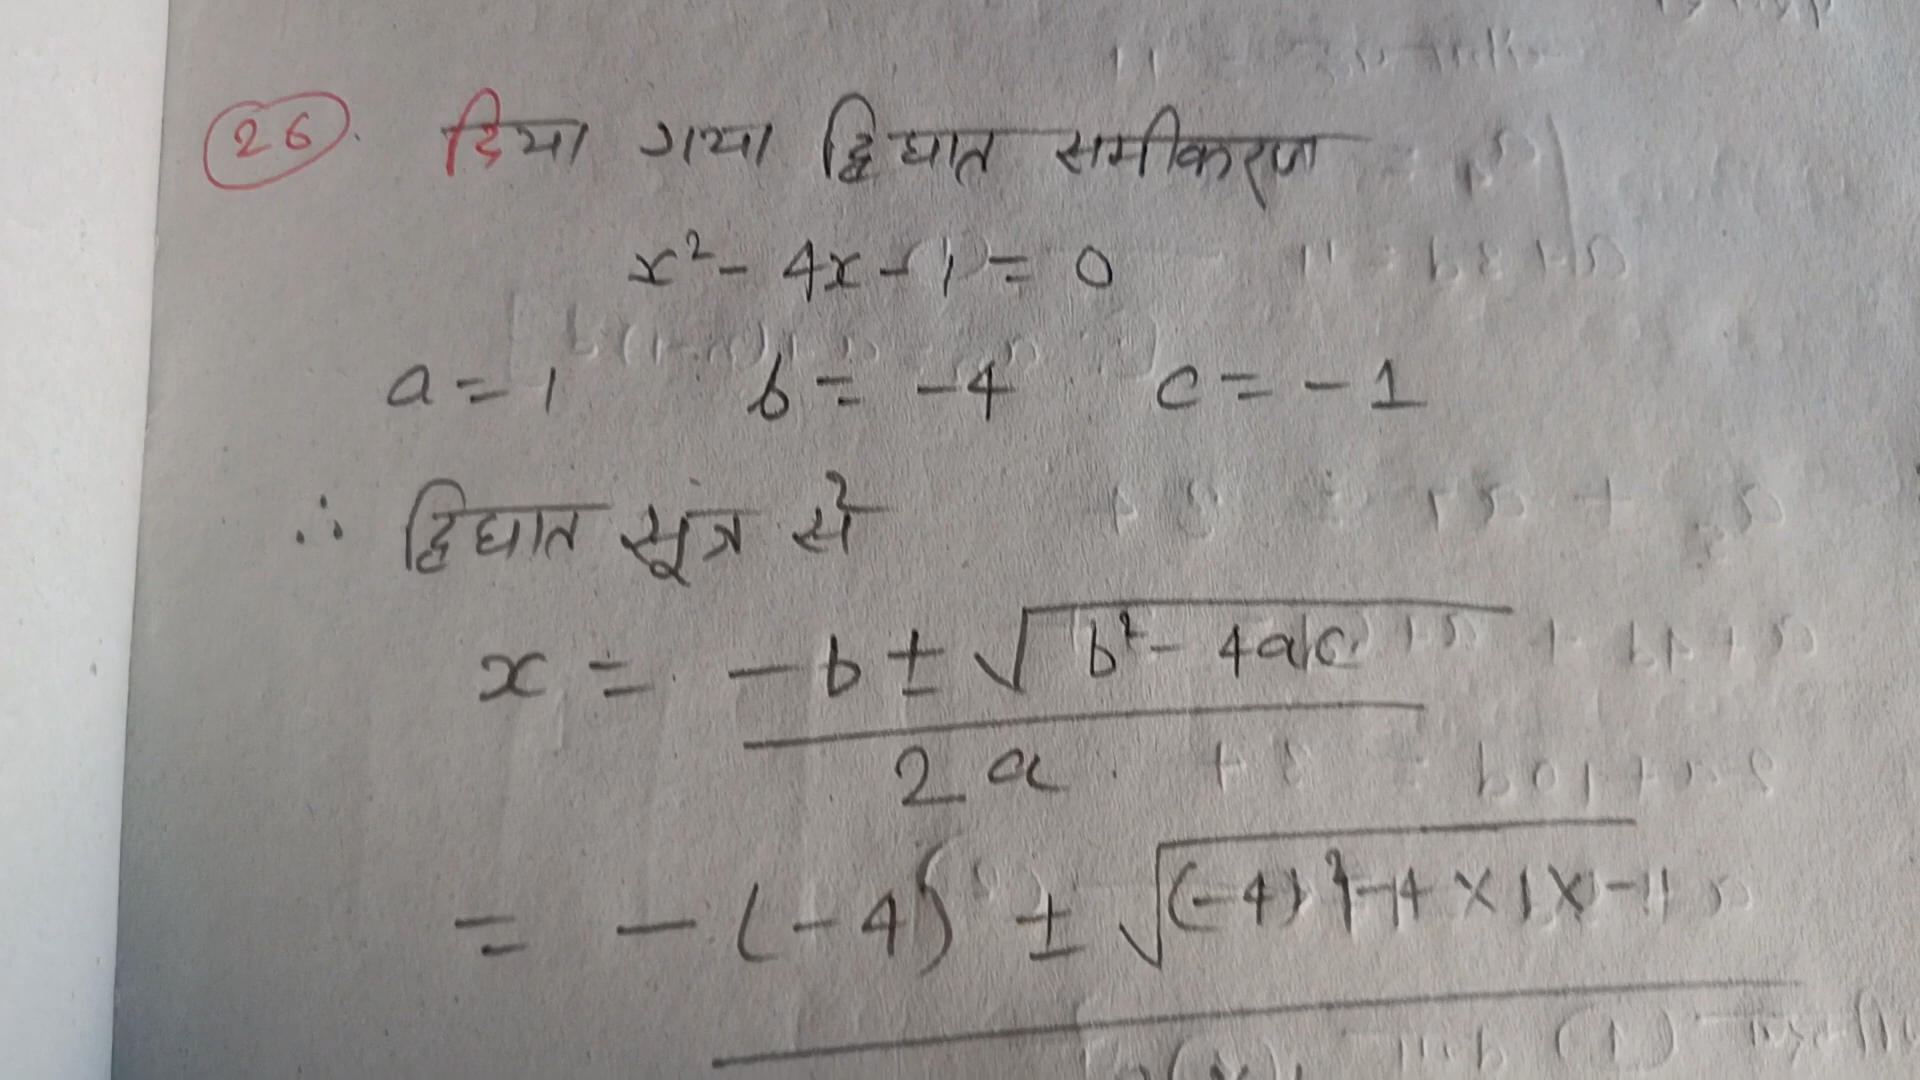 26. दिया गया द्विघात समीकरण
x² - 4x - 1 = 0
a = 1 b = -4 c = -1
∴ द्विघात सूत्र से
x = -b ± √(b² - 4ac)
2a
= -(-4) ± √((-4)² - 4 × 1 × -1)